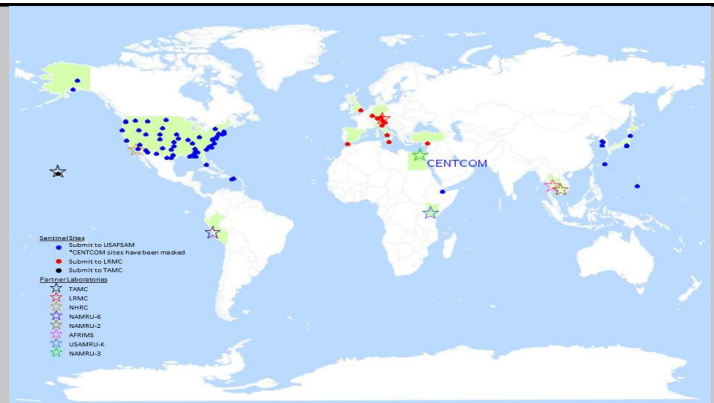 CENTCOM
Sentinel Sites
Submit to USAFSAM
*CENTCOM sites have been masked
Submit to LRMC
Submit to TAMC
Partner Laboratories
TAMC
LRMC
NHRC
NAMRU-6
NAMRU-2
AFRIMS
USAMRU-K
NAMRU-3